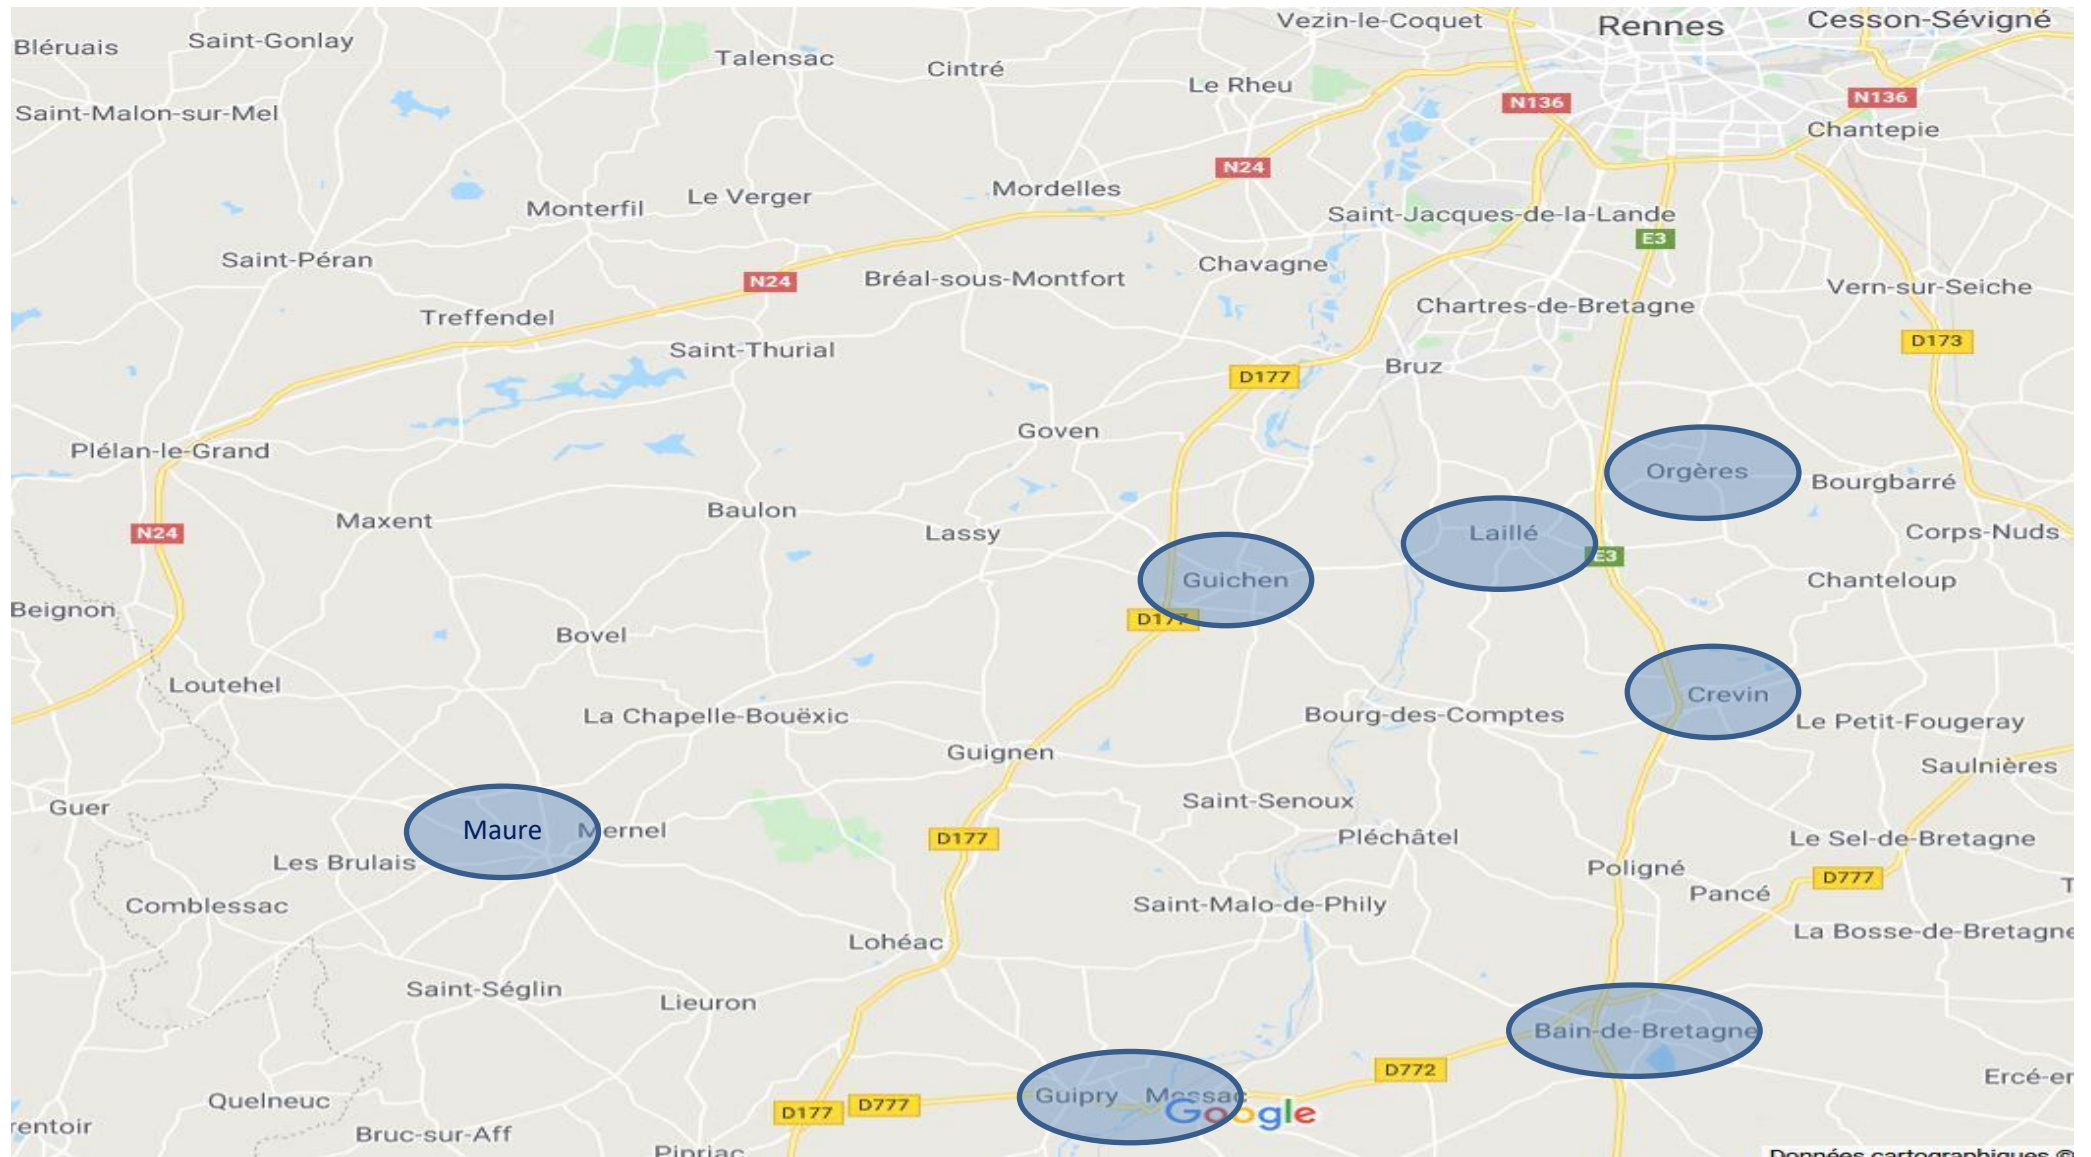 Vezin-le-Coquet
Rennes
Cesson-Sévigné
Bléruais
Saint-Gonlay
Talensac
Cintré
Le Rheu
N136
N136
Saint-Malon-sur-Mel
Chantepie
N24
Mordelles
Le Verger
Monterfil
Saint-Jacques-de-la-Lande
E3
Saint-Péran
Chavagne
N24
Bréal-sous-Montfort
Vern-sur-Seiche
Chartres-de-Bretagne
Treffendel
D173
Saint-Thurial
Bruz
D177
Goven
Plélan-le-Grand
Orgères
Bourgbarré
Baulon
Maxent
N24
Lassy
Laillé
Corps-Nuds
E3
Guichen
Chanteloup
Beignon
D177
Bovel
Loutehel
Crevin
La Chapelle-Bouëxic
Bourg-des-Comptes
Le Petit-Fougeray
Guignen
Saulnières
Guer
Saint-Senoux
Maure
Mernel
D177
Pléchâtel
Le Sel-de-Bretagne
Les Brulais
Poligné
D777
Pancé
Comblessac
Saint-Malo-de-Phily
La Bosse-de-Bretagne
Lohéac
Saint-Séglin
Lieuron
Bain-de-Bretagne
D772
Ercé-en
Guipry
Messac
Quelneuc
D177
D777
Google
rentoir
Bruc-sur-Aff
Pipriac
Données cartographiques ©